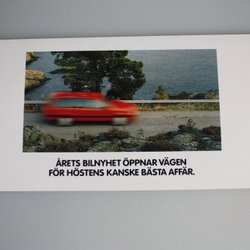 ÅRETS BILNYHET ÖPPNAR VÄGEN
FÖR HÖSTENS KANSKE BÄSTA AFFÄR.